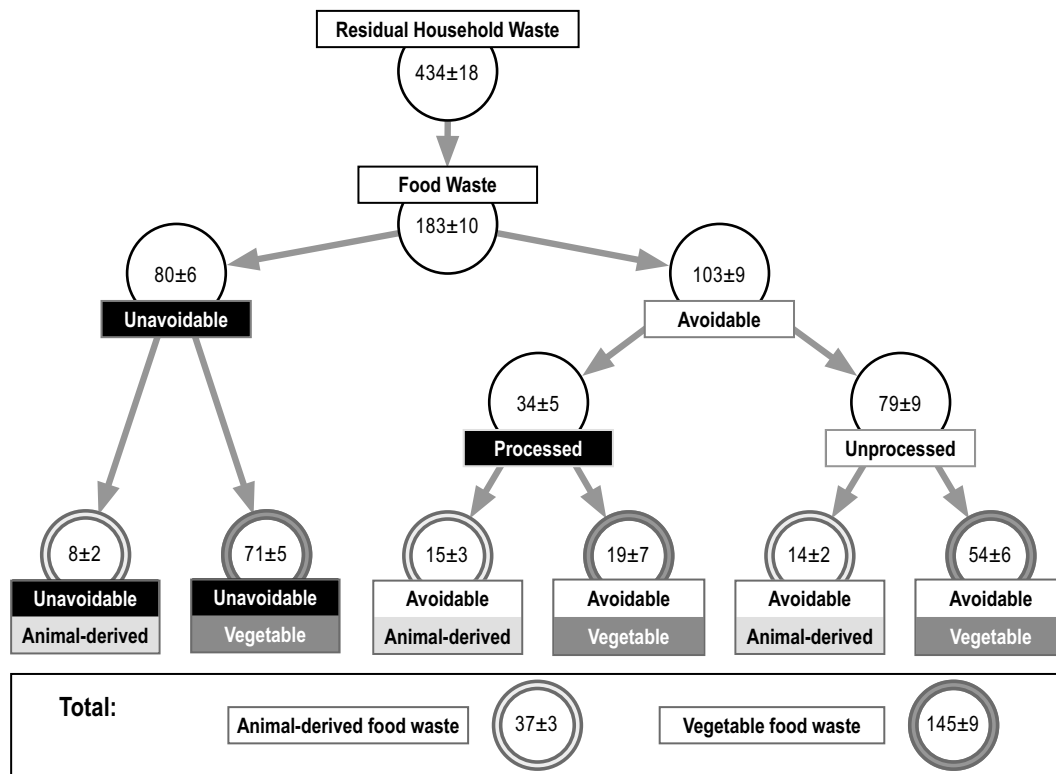 Residual Household Waste
434±18
Food Waste
183±10
80±6
Unavoidable
103±9
Avoidable
34±5
Processed
79±9
Unprocessed
8±2
Unavoidable
Animal-derived
71±5
Unavoidable
Vegetable
15±3
Avoidable
Animal-derived
19±7
Avoidable
Vegetable
14±2
Avoidable
Animal-derived
54±6
Avoidable
Vegetable
Total:
Animal-derived food waste
37±3
Vegetable food waste
145±9